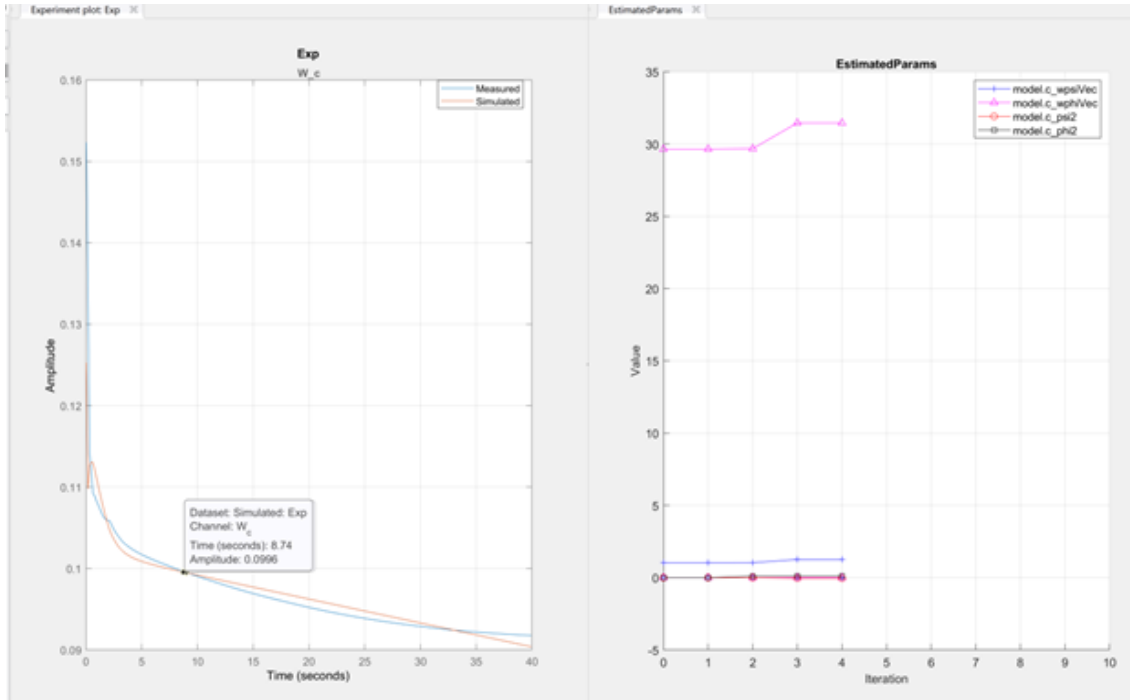 Experiment plot: Exp
EstimatedParams
Exp
W_c
0.16
0.15
0.14
0.13
0.12
0.11
0.1
0.09
Amplitude
Measured
Simulated
Dataset: Simulated: Exp
Channel: W_c
Time (seconds): 8.74
Amplitude: 0.0996
0 5 10 15 20 25 30 35 40
Time (seconds)
EstimatedParams
35
30
25
20
15
10
5
0
-5
Value
model.c_wpsiVec
model.c_wphiVec
model.c_psi2
model.c_phi2
0 1 2 3 4 5 6 7 8 9 10
Iteration